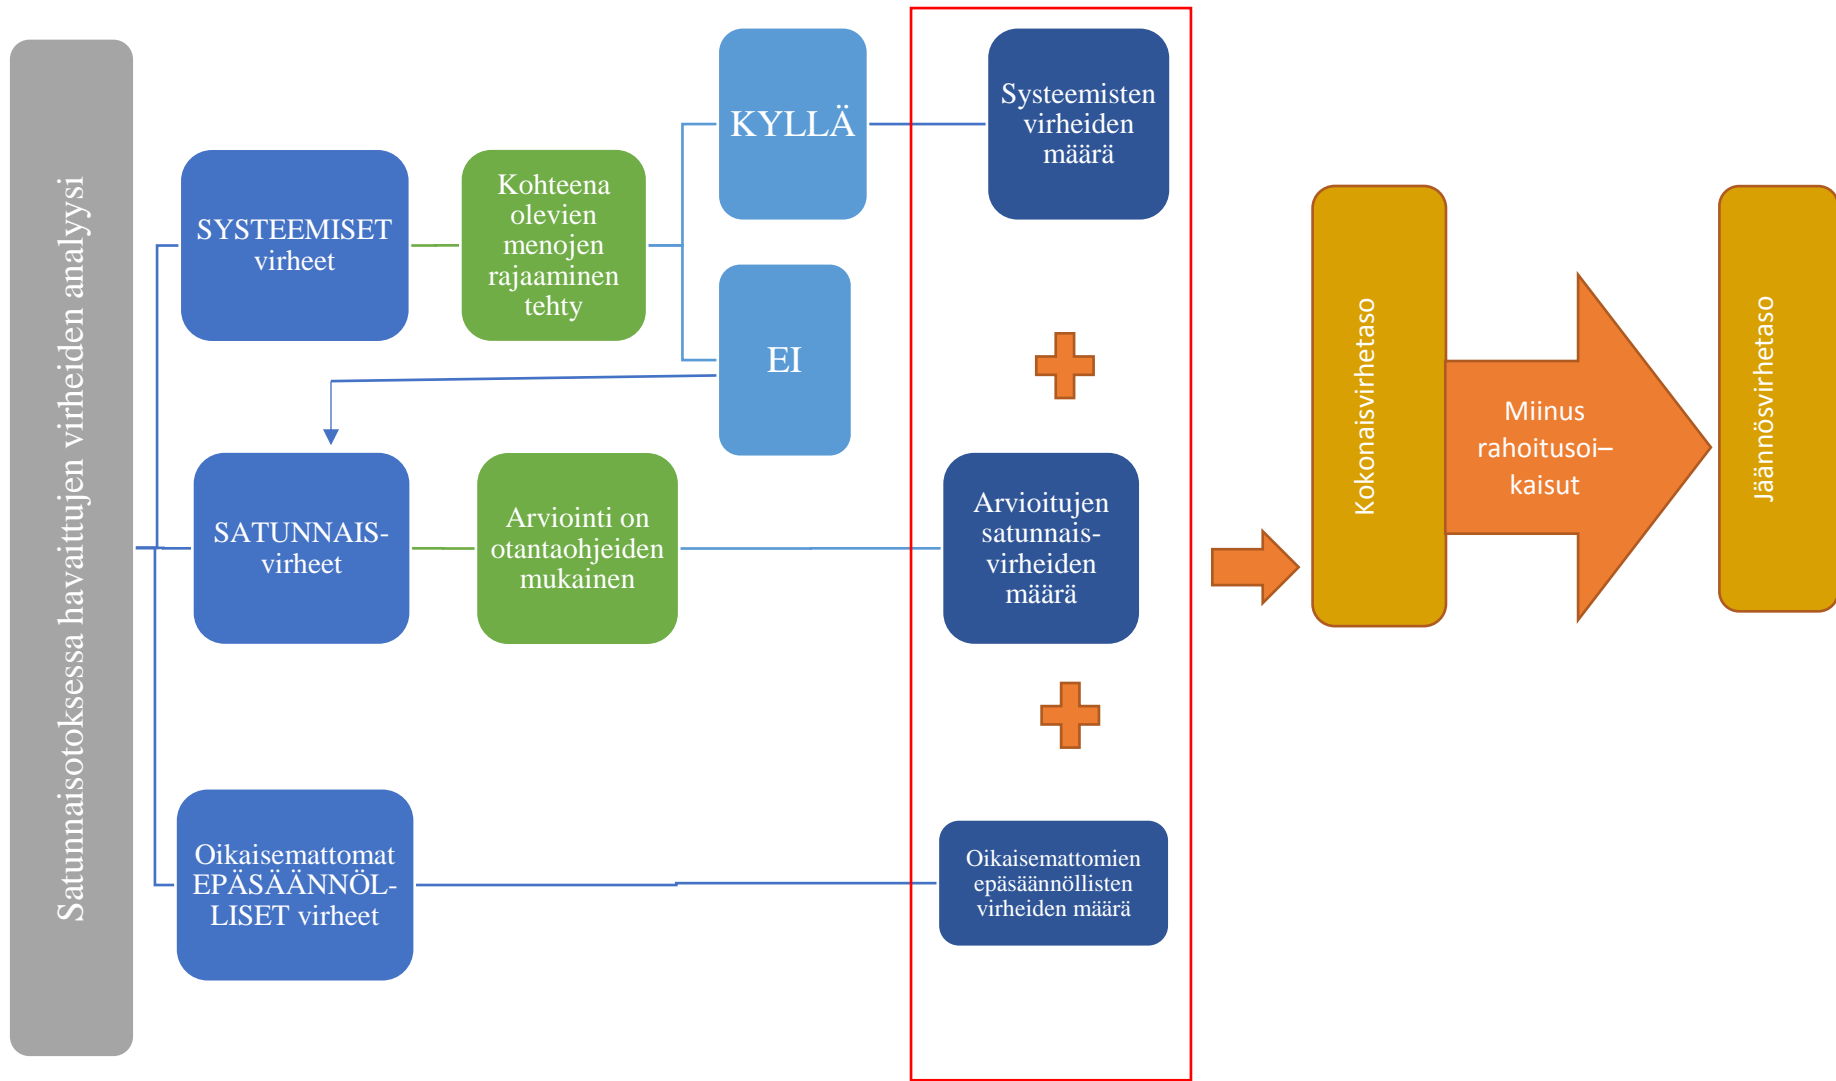 Satunnaisotoksessa havaittujen virheiden analyysi
SYSTEEMISET
virheet
Kohteena
olevien
menojen
rajaaminen
tehty
KYLLÄ
EI
Systeemisten
virheiden
määrä
SATUNNAIS-
virheet
Arviointi on
otantaohjeiden
mukainen
Arvioitujen
satunnais-
virheiden
määrä
Oikaisemattomat
EPÄSÄÄNNÖL-
LISET virheet
Oikaisemattomien
epäsäännöllisten
virheiden määrä
Kokonaisvirhetaso
Miinus
rahoitusoi–
kaisut
Jäännösvirhetaso